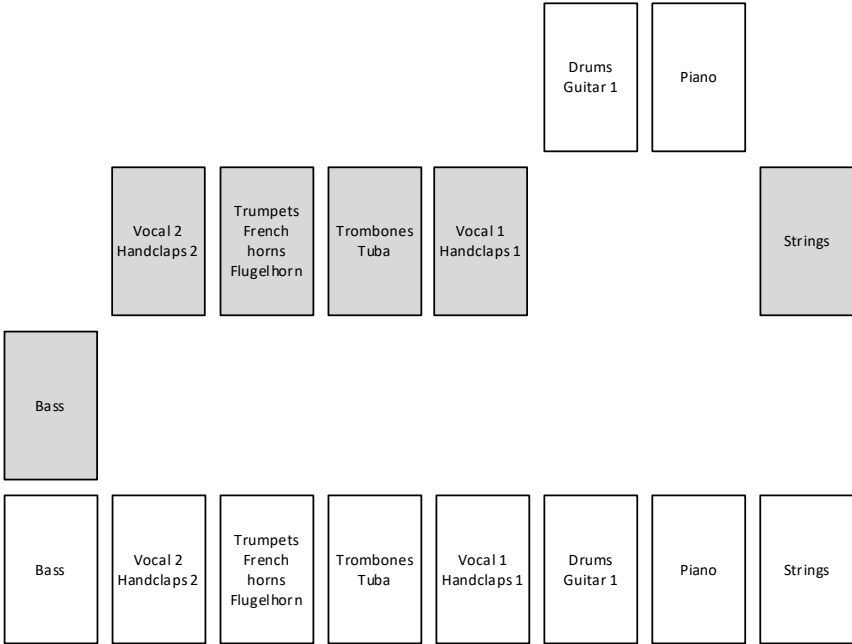 Drums
Guitar 1
Piano
Vocal 2
Handclaps 2
Trumpets
French
horns
Flugelhorn
Trombones
Tuba
Vocal 1
Handclaps 1
Strings
Bass
Bass
Vocal 2
Handclaps 2
Trumpets
French
horns
Flugelhorn
Trombones
Tuba
Vocal 1
Handclaps 1
Drums
Guitar 1
Piano
Strings